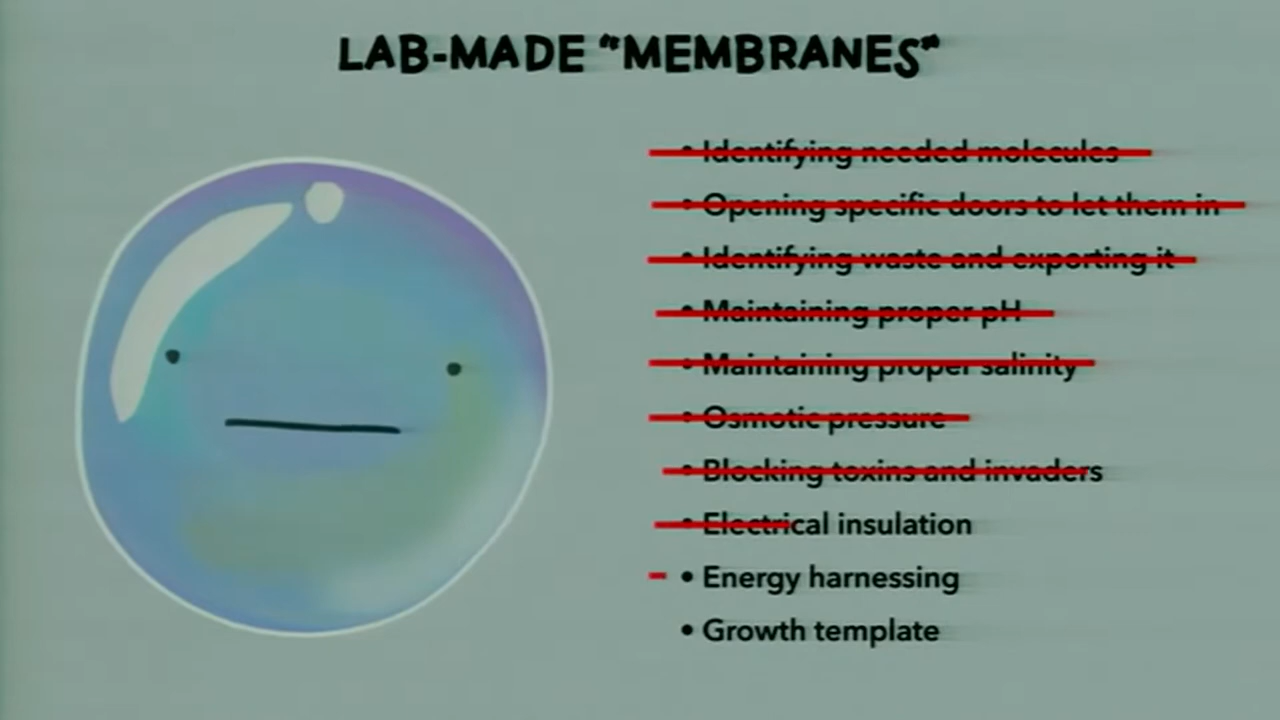 LAB-MADE "MEMBRANES"
• Identifying needed molecules
• Opening specific doors to let them in
• Identifying waste and exporting it
• Maintaining proper pH
• Maintaining proper salinity
• Osmotic pressure
• Blocking toxins and invaders
• Electrical insulation
• Energy harnessing
• Growth template